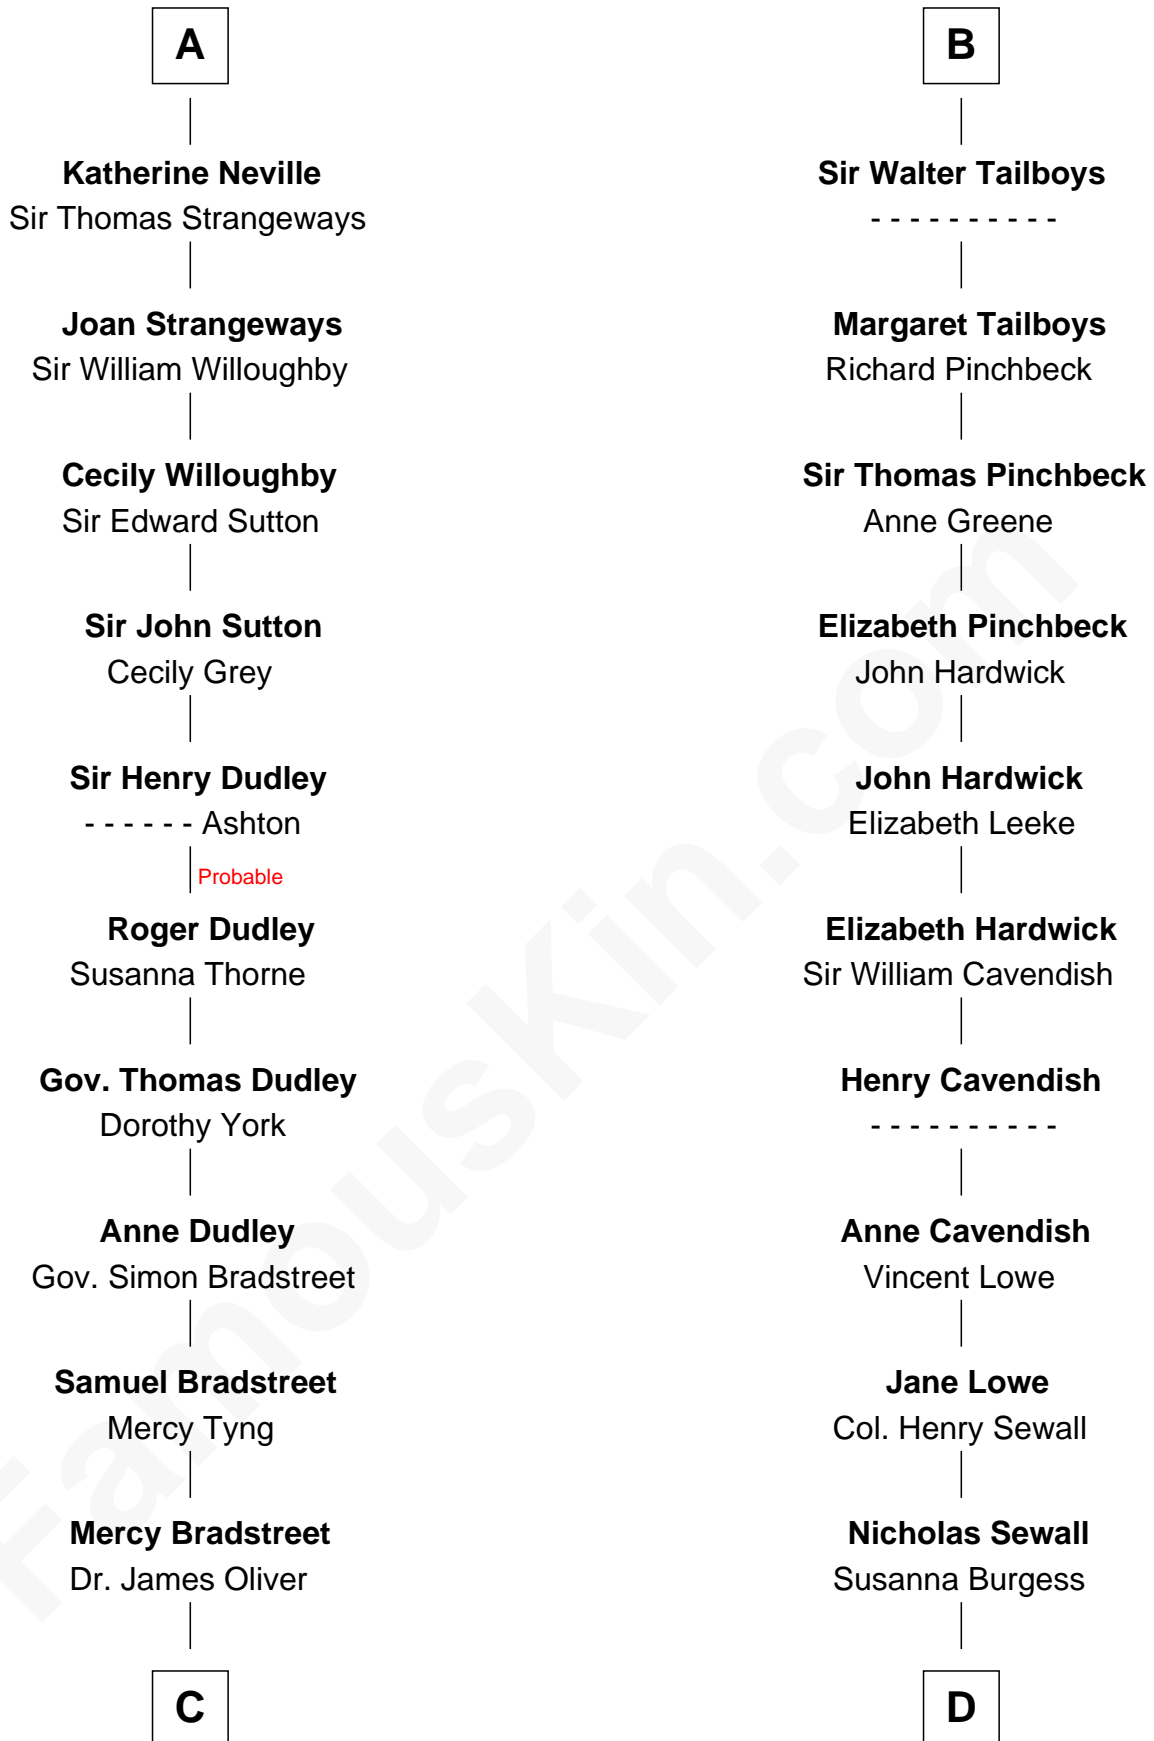 A
Katherine Neville
Sir Thomas Strangeways
Joan Strangeways
Sir William Willoughby
Cecily Willoughby
Sir Edward Sutton
Sir John Sutton
Cecily Grey
Sir Henry Dudley
- - - - - - Ashton
Probable
Roger Dudley
Susanna Thorne
Gov. Thomas Dudley
Dorothy York
Anne Dudley
Gov. Simon Bradstreet
Samuel Bradstreet
Mercy Tyng
Mercy Bradstreet
Dr. James Oliver
C
B
Sir Walter Tailboys
- - - - - - - - - -
Margaret Tailboys
Richard Pinchbeck
Sir Thomas Pinchbeck
Anne Greene
Elizabeth Pinchbeck
John Hardwick
John Hardwick
Elizabeth Leeke
Elizabeth Hardwick
Sir William Cavendish
Henry Cavendish
- - - - - - - - - -
Anne Cavendish
Vincent Lowe
Jane Lowe
Col. Henry Sewall
Nicholas Sewall
Susanna Burgess
D
FamousKin.com